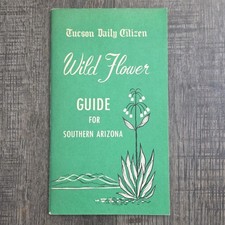 Tucson Daily Citizen
Wild Flower
GUIDE
FOR
SOUTHERN ARIZONA